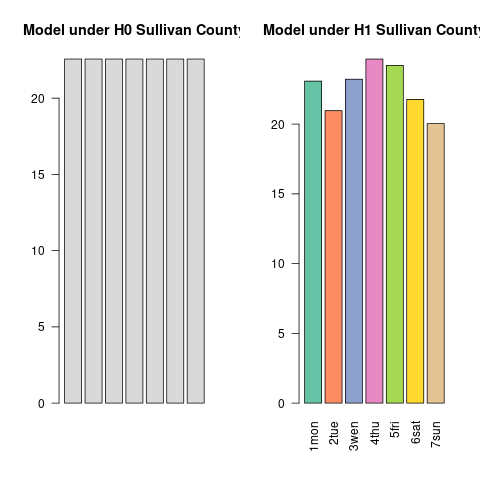 Model under H0 Sullivan County
Model under H1 Sullivan County
20
15
10
5
0
20
15
10
5
0
1mon
2tue
3wen
4thu
5fri
6sat
7sun